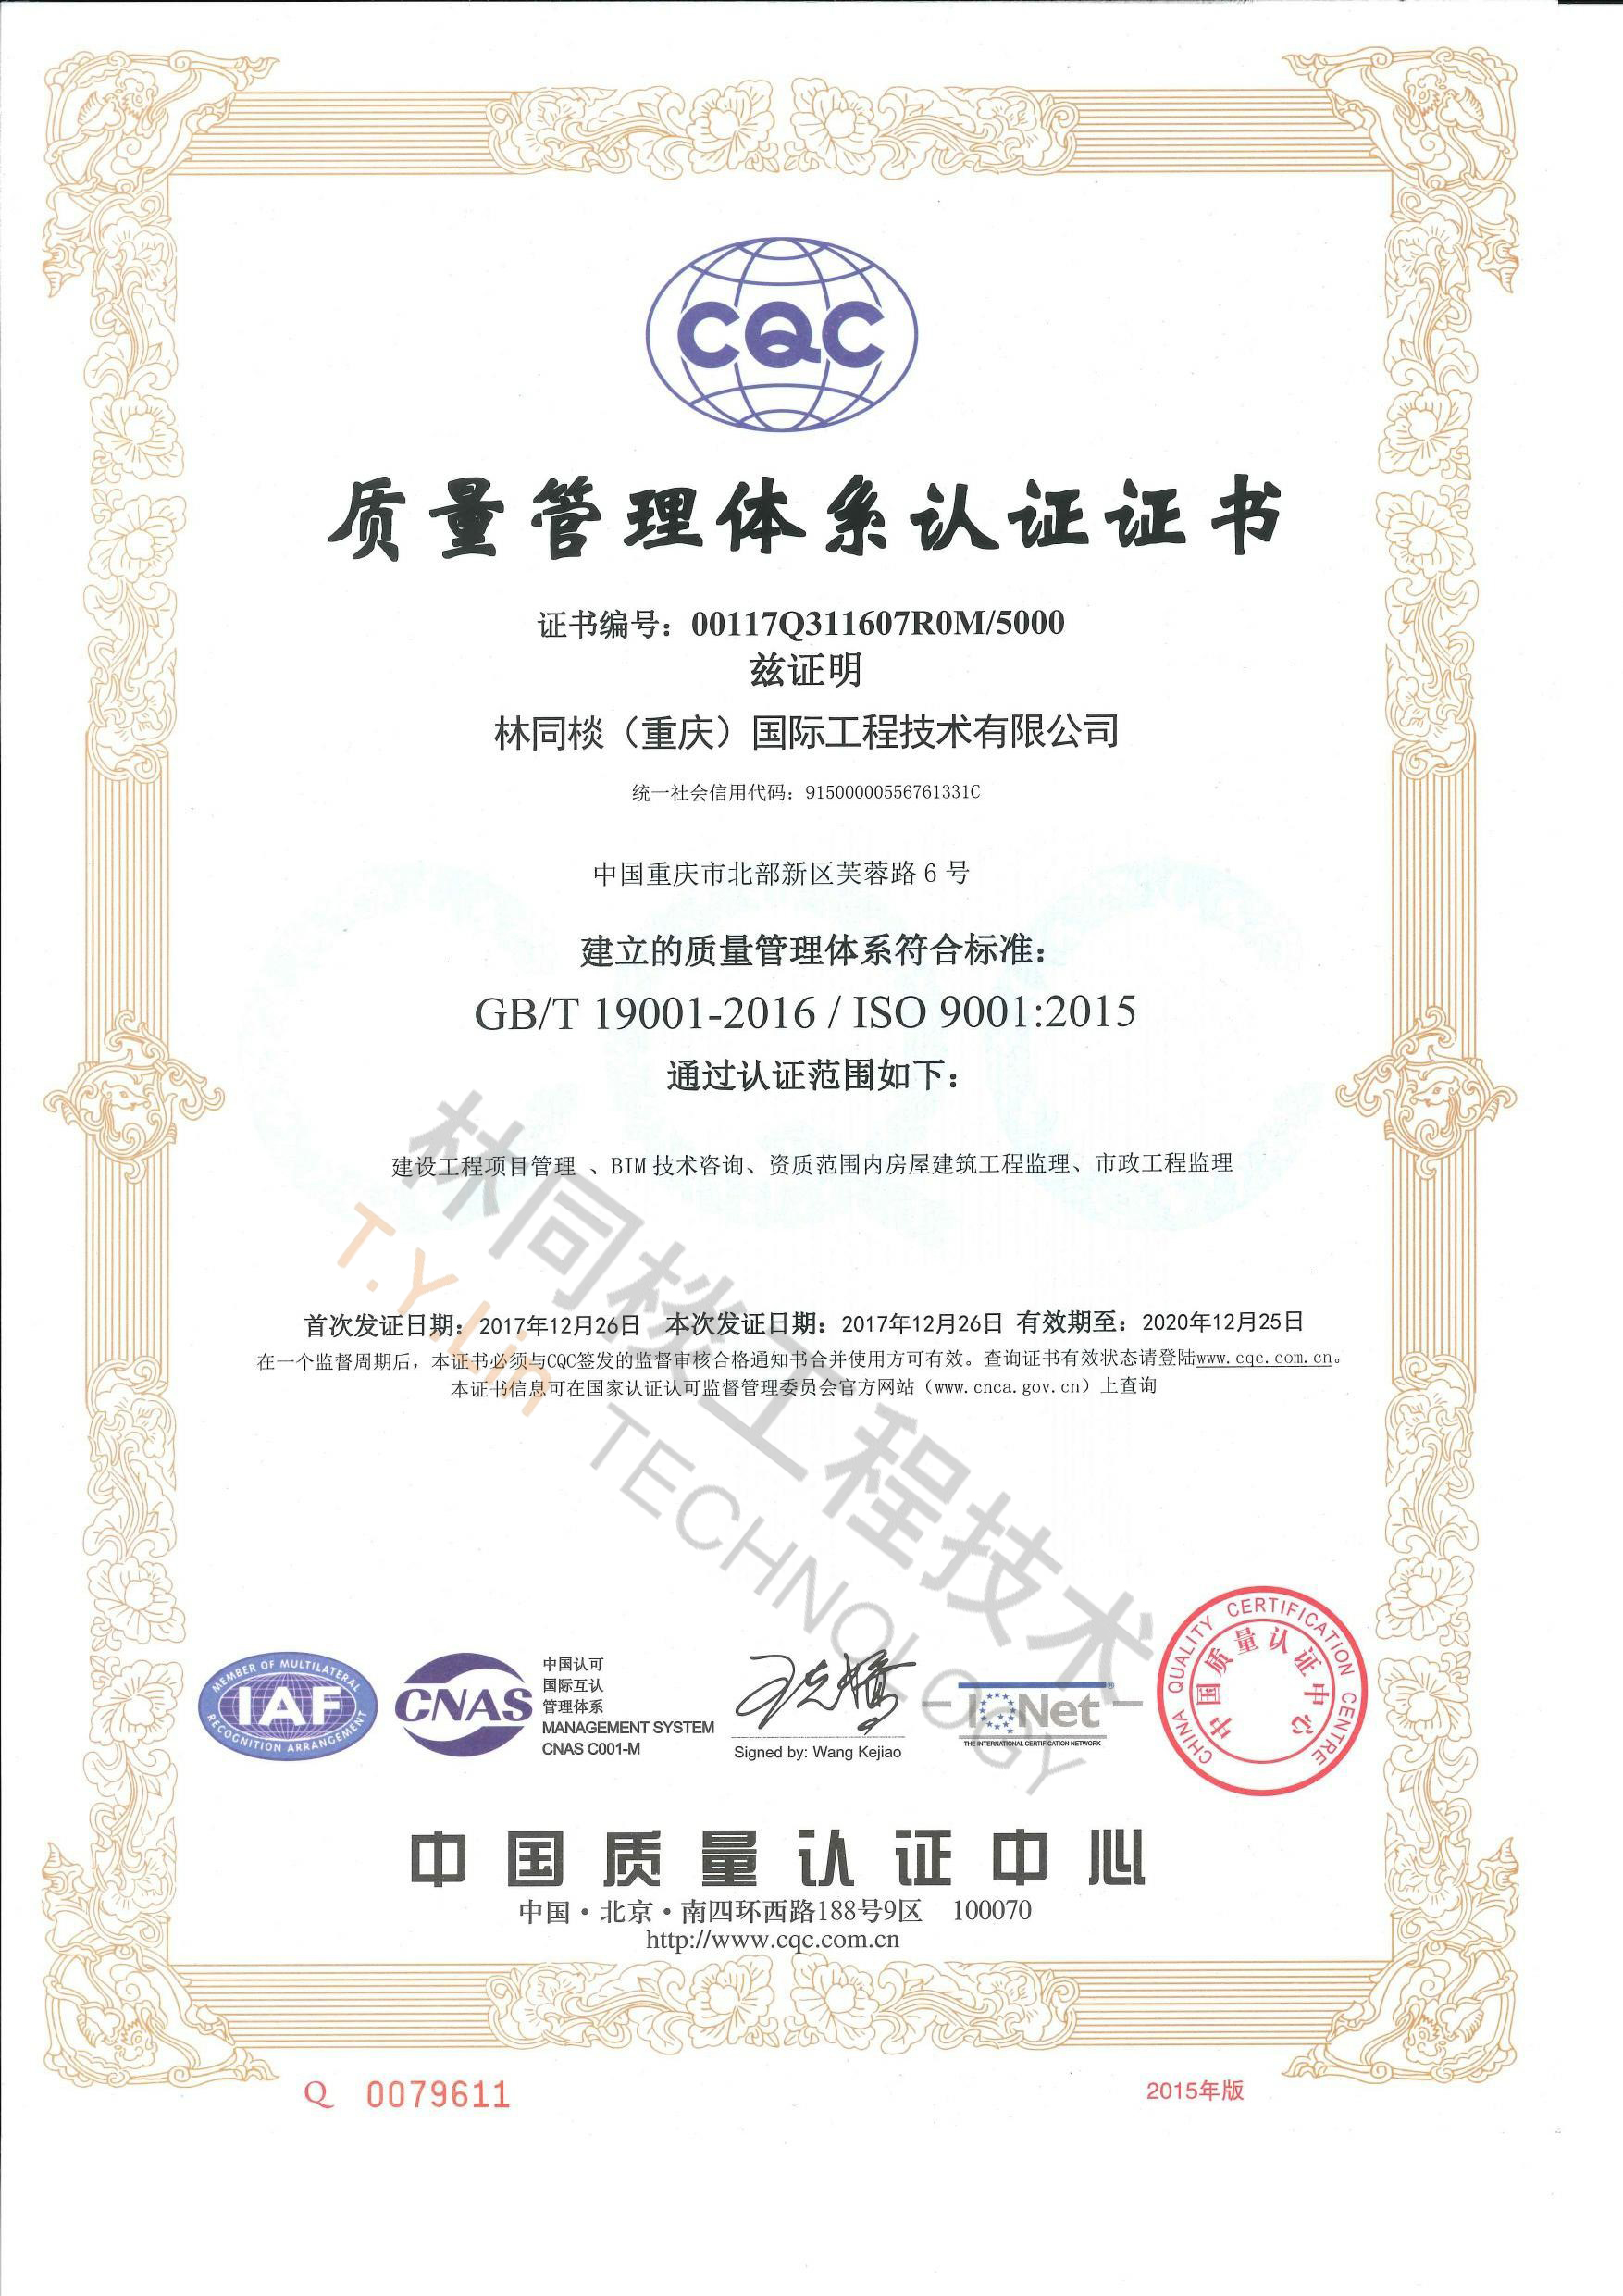 CQC
质量管理体系认证证书
证书编号：00117Q311607R0M/5000
兹证明
林同棪（重庆）国际工程技术有限公司
统一社会信用代码：91500000556761331C
中国重庆市北部新区芙蓉路 6 号
建立的质量管理体系符合标准：
GB/T 19001-2016 / ISO 9001:2015
通过认证范围如下：
建设工程项目管理 、BIM 技术咨询、资质范围内房屋建筑工程监理、市政工程监理
首次发证日期：2017年12月26日 本次发证日期：2017年12月26日 有效期至：2020年12月25日
在一个监督周期后，本证书必须与CQC签发的监督审核合格通知书合并使用方可有效。查询证书有效状态请登陆www.cqc.com.cn。
本证书信息可在国家认证认可监督管理委员会官方网站（www.cnca.gov.cn）上查询
林同棪工程技术
T.Y.Lin TECHNOLOGY
MEMBER OF MULTILATERAL
IAF
RECOGNITION ARRANGEMENT
CNAS
中国认可
国际互认
管理体系
MANAGEMENT SYSTEM
CNAS C001-M
Signed by: Wang Kejiao
IQNet
THE INTERNATIONAL CERTIFICATION NETWORK
CHINA QUALITY CERTIFICATION CENTRE
中国质量认证中心
中国质量认证中心
中国·北京·南四环西路188号9区 100070
http://www.cqc.com.cn
Q 0079611
2015年版